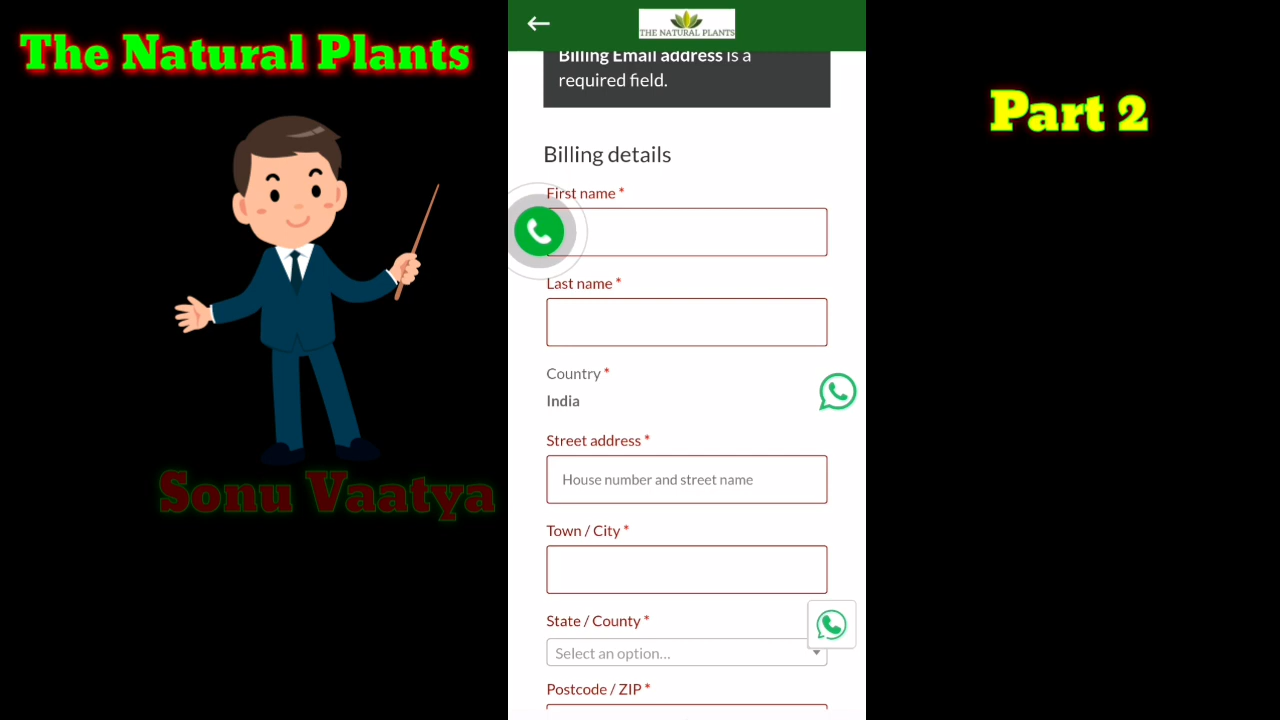 The Natural Plants
Sonu Vaatya
THE NATURAL PLANTS
Billing Email address is a
required field.
Billing details
First name *
Last name *
Country *
India
Street address *
House number and street name
Town / City *
State / County *
Select an option...
Postcode / ZIP *
Part 2